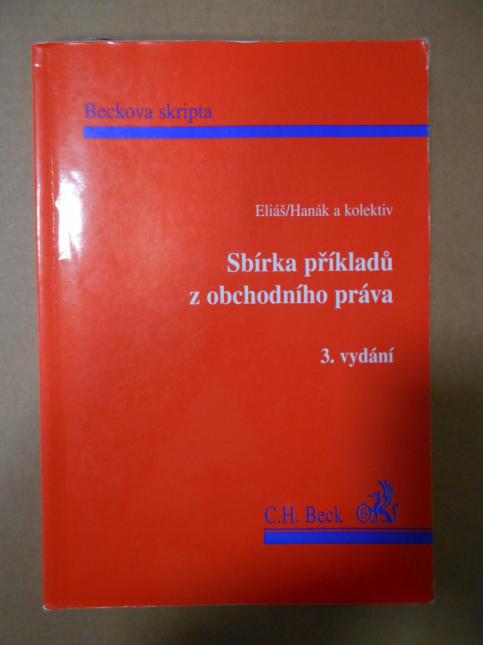 Beckova skripta
Eliáš/Hanák a kolektiv
Sbírka příkladů
z obchodního práva
3. vydání
C.H. Beck